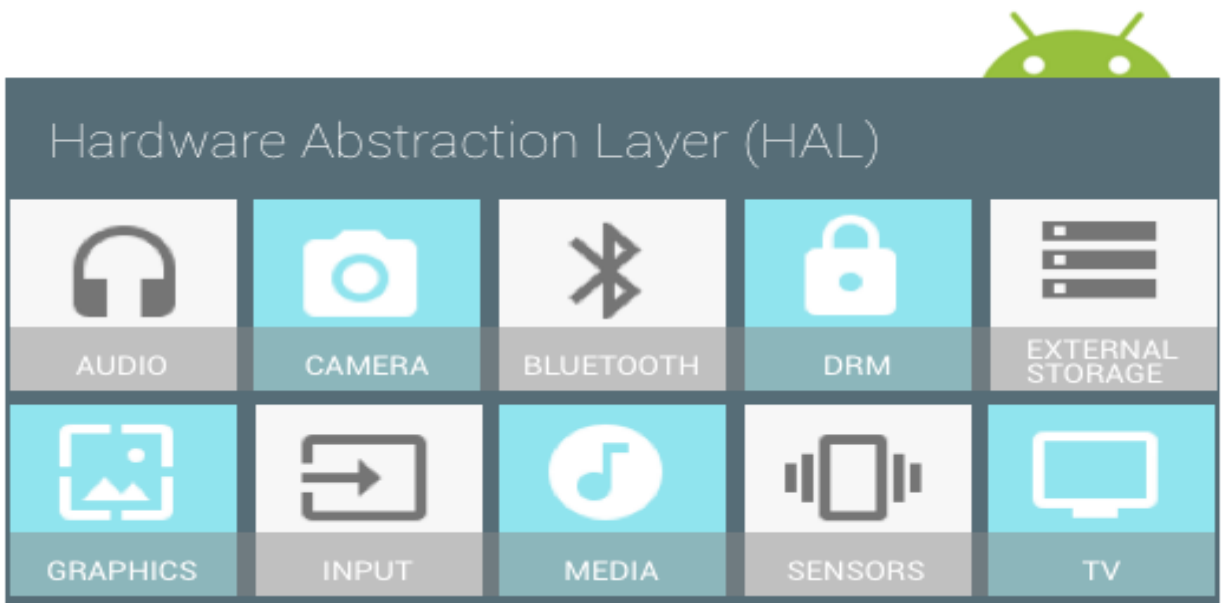 Hardware Abstraction Layer (HAL)
AUDIO
CAMERA
BLUETOOTH
DRM
EXTERNAL
STORAGE
GRAPHICS
INPUT
MEDIA
SENSORS
TV